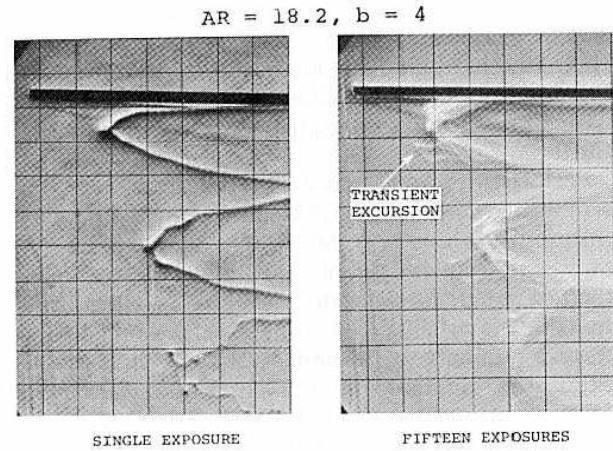 AR = 18.2, b = 4
TRANSIENT
EXCURSION
SINGLE EXPOSURE
FIFTEEN EXPOSURES